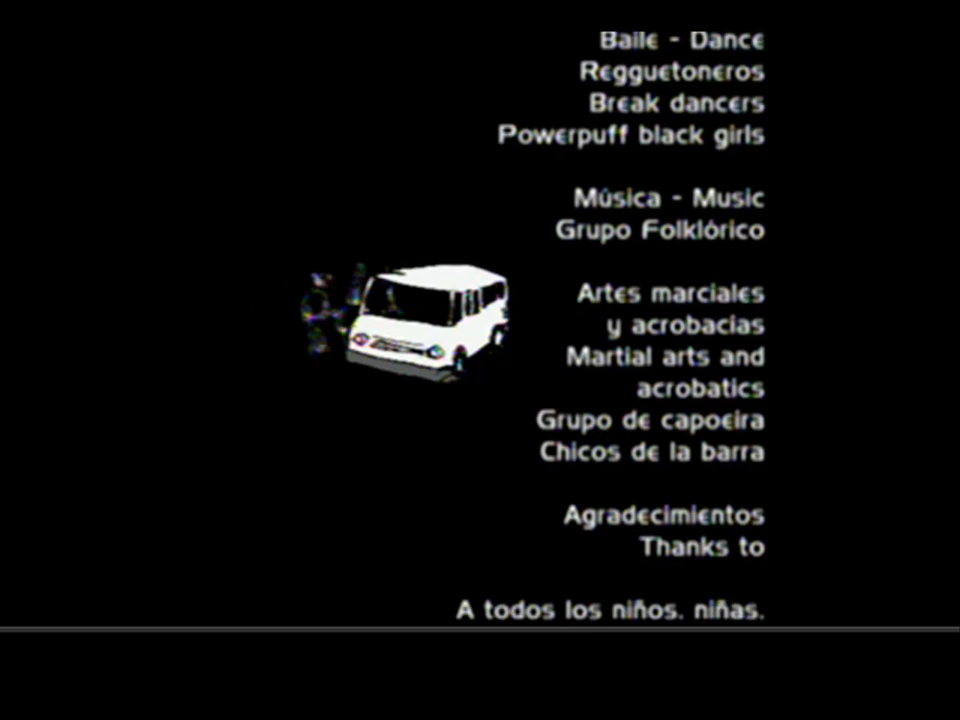 Baile - Dance
Regguetoneros
Break dancers
Powerpuff black girls
Música - Music
Grupo Folklórico
Artes marciales
y acrobacias
Martial arts and
acrobatics
Grupo de capoeira
Chicos de la barra
Agradecimientos
Thanks to
A todos los niños. niñas.